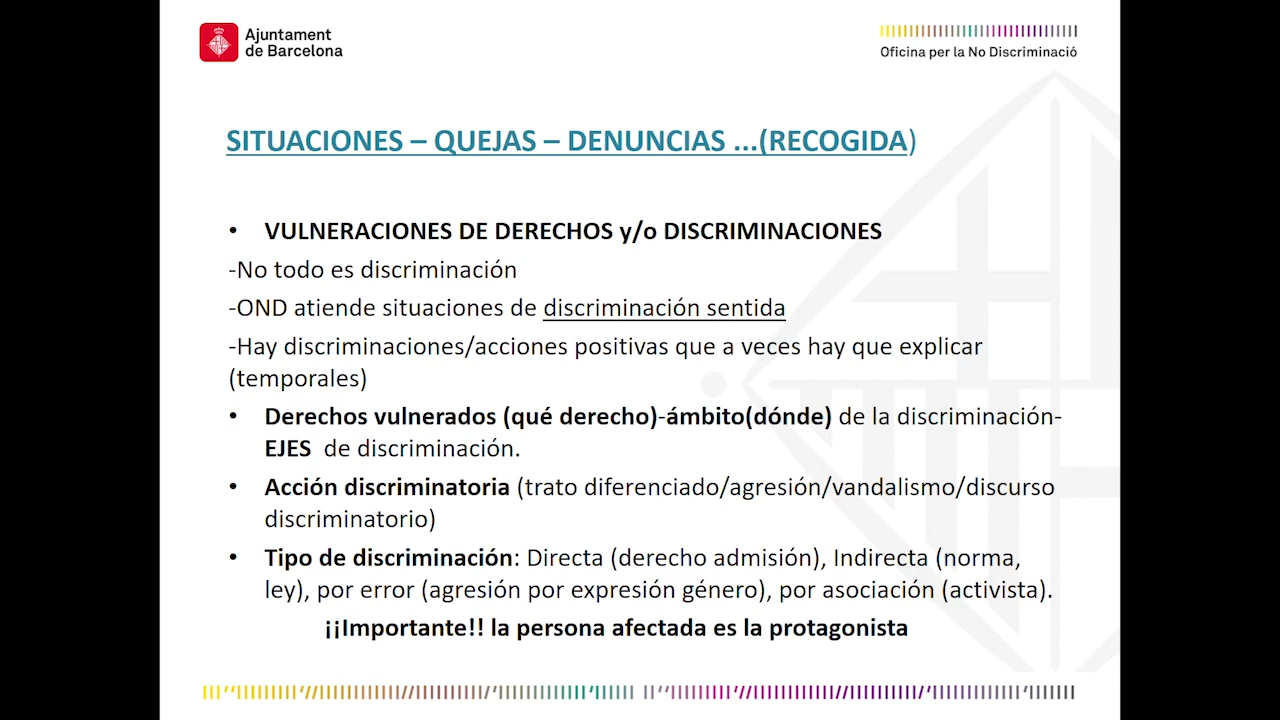 Ajuntament
de Barcelona
Oficina per la No Discriminació
SITUACIONES – QUEJAS – DENUNCIAS ...(RECOGIDA)
• VULNERACIONES DE DERECHOS y/o DISCRIMINACIONES
-No todo es discriminación
-OND atiende situaciones de discriminación sentida
-Hay discriminaciones/acciones positivas que a veces hay que explicar
(temporales)
• Derechos vulnerados (qué derecho)-ámbito(dónde) de la discriminación-
EJES de discriminación.
• Acción discriminatoria (trato diferenciado/agresión/vandalismo/discurso
discriminatorio)
• Tipo de discriminación: Directa (derecho admisión), Indirecta (norma,
ley), por error (agresión por expresión género), por asociación (activista).
¡¡Importante!! la persona afectada es la protagonista